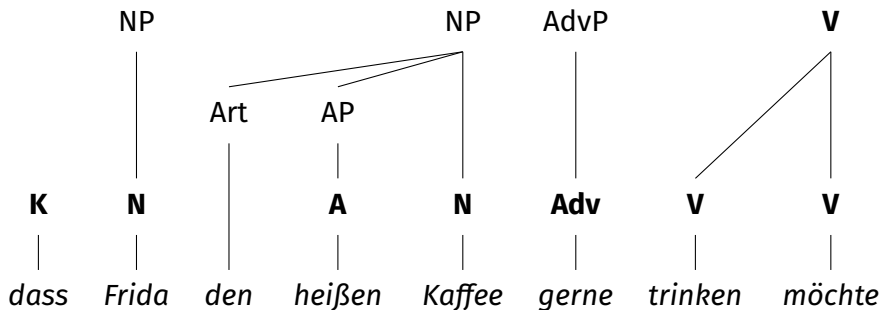 NP NP AdvP V
Art AP
K N A N Adv V V
dass Frida den heißen Kaffee gerne trinken möchte